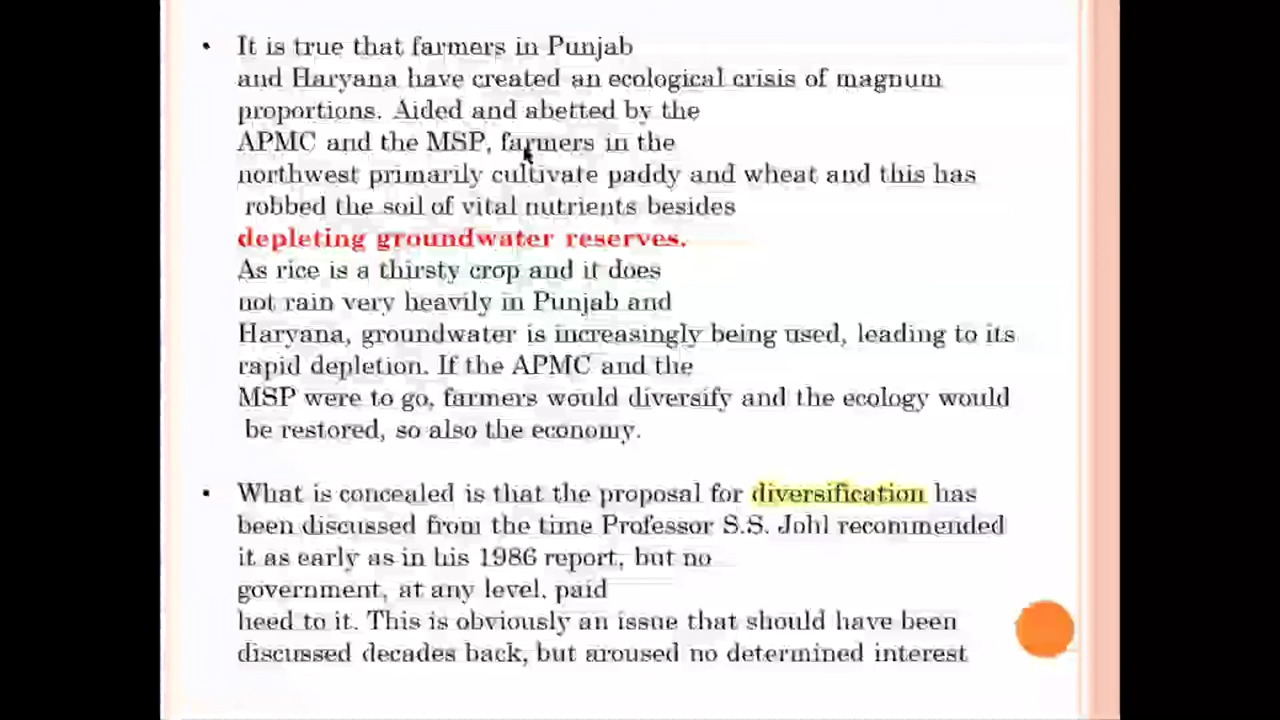 • It is true that farmers in Punjab
and Haryana have created an ecological crisis of magnum
proportions. Aided and abetted by the
APMC and the MSP, farmers in the
northwest primarily cultivate paddy and wheat and this has
robbed the soil of vital nutrients besides
depleting groundwater reserves.
As rice is a thirsty crop and it does
not rain very heavily in Punjab and
Haryana, groundwater is increasingly being used, leading to its
rapid depletion. If the APMC and the
MSP were to go, farmers would diversify and the ecology would
be restored, so also the economy.
• What is concealed is that the proposal for diversification has
been discussed from the time Professor S.S. Johl recommended
it as early as in his 1986 report, but no
government, at any level, paid
heed to it. This is obviously an issue that should have been
discussed decades back, but aroused no determined interest